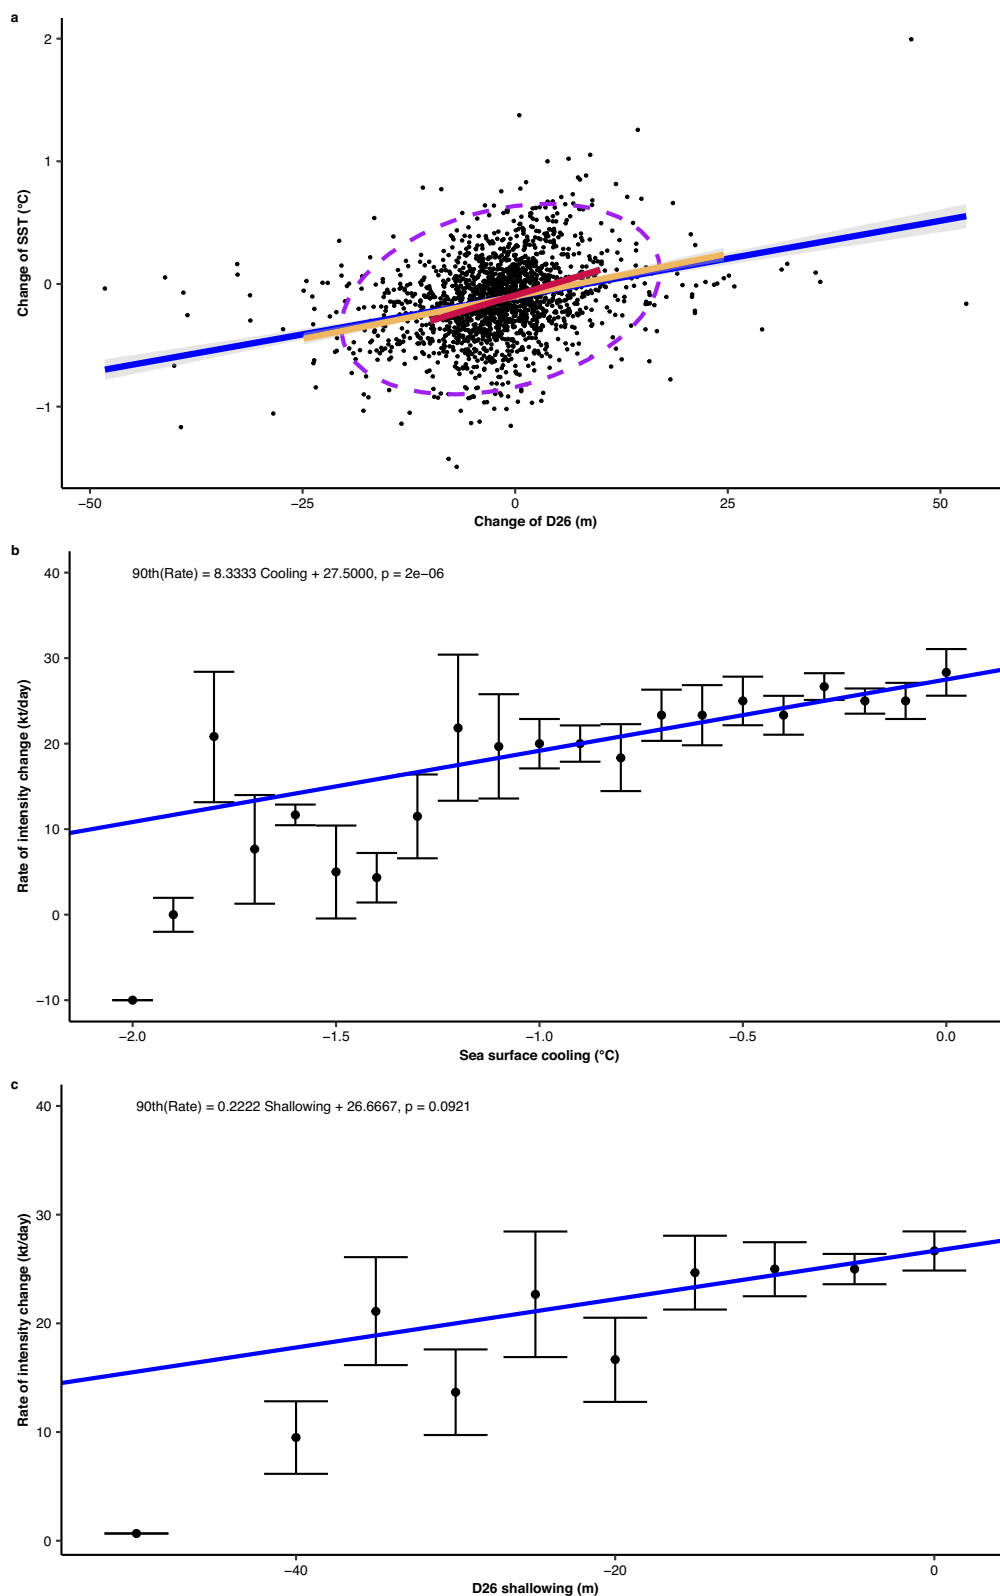 a
2
1
0
−1
Change of SST (°C)
−50
−25
0
25
50
Change of D26 (m)
b
90th(Rate) = 8.3333 Cooling + 27.5000, p = 2e−06
40
30
20
10
0
−10
Rate of intensity change (kt/day)
−2.0
−1.5
−1.0
−0.5
0.0
Sea surface cooling (°C)
c
90th(Rate) = 0.2222 Shallowing + 26.6667, p = 0.0921
40
30
20
10
0
Rate of intensity change (kt/day)
−40
−20
0
D26 shallowing (m)